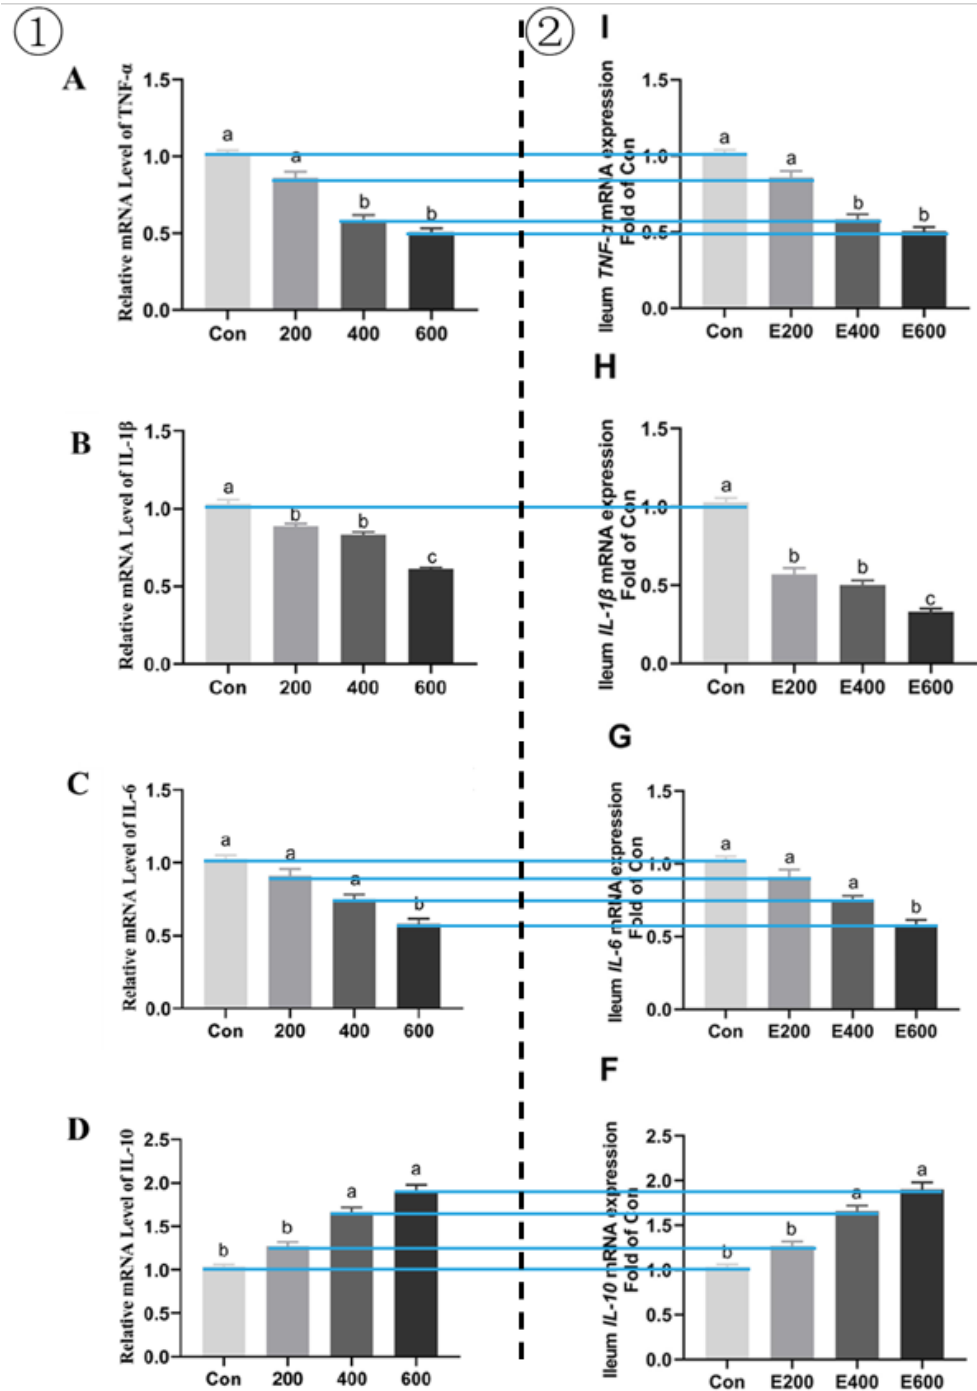 ①
②
A
Relative mRNA Level of TNF-α
1.5
1.0
0.5
0.0
a
a
b
b
Con 200 400 600
I
Ileum TNF-α mRNA expression
Fold of Con
1.5
1.0
0.5
0.0
a
a
b
b
Con E200 E400 E600
B
Relative mRNA Level of IL-1β
1.5
1.0
0.5
0.0
a
b
b
c
Con 200 400 600
H
Ileum IL-1β mRNA expression
Fold of Con
1.5
1.0
0.5
0.0
a
b
b
c
Con E200 E400 E600
C
Relative mRNA Level of IL-6
1.5
1.0
0.5
0.0
a
a
a
b
Con 200 400 600
G
Ileum IL-6 mRNA expression
Fold of Con
1.5
1.0
0.5
0.0
a
a
a
b
Con E200 E400 E600
D
Relative mRNA Level of IL-10
2.5
2.0
1.5
1.0
0.5
0.0
b
b
a
a
Con 200 400 600
F
Ileum IL-10 mRNA expression
Fold of Con
2.5
2.0
1.5
1.0
0.5
0.0
b
b
a
a
Con E200 E400 E600